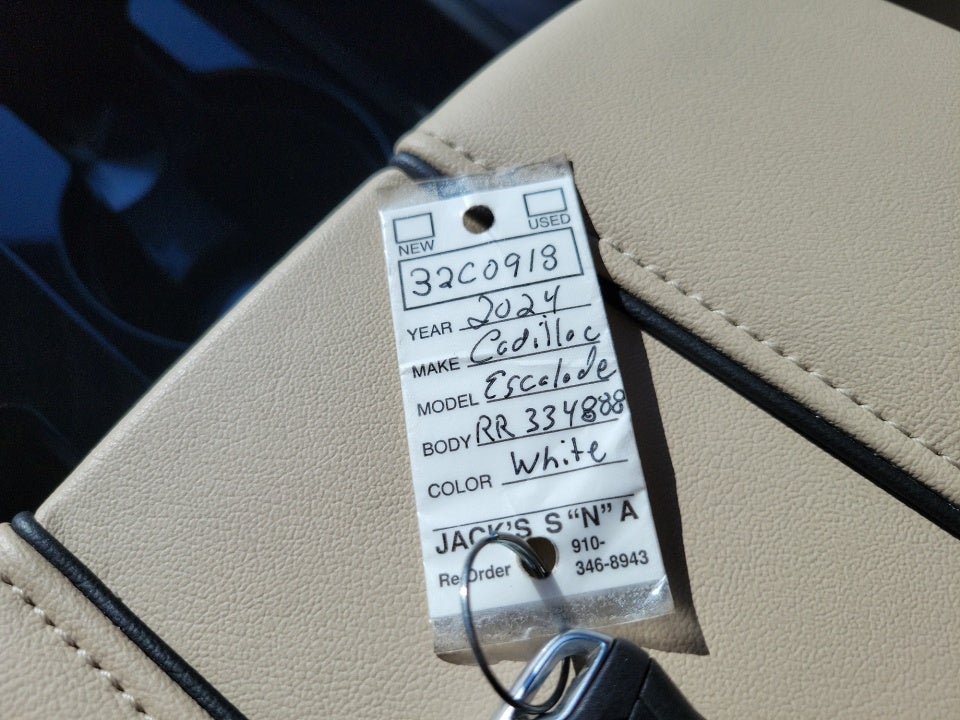 NEW USED
32C0918
YEAR 2024
MAKE Cadillac
MODEL Escalade
BODY RR 334888
COLOR White
JACK'S S "N" A
Re-Order 910-
346-8943